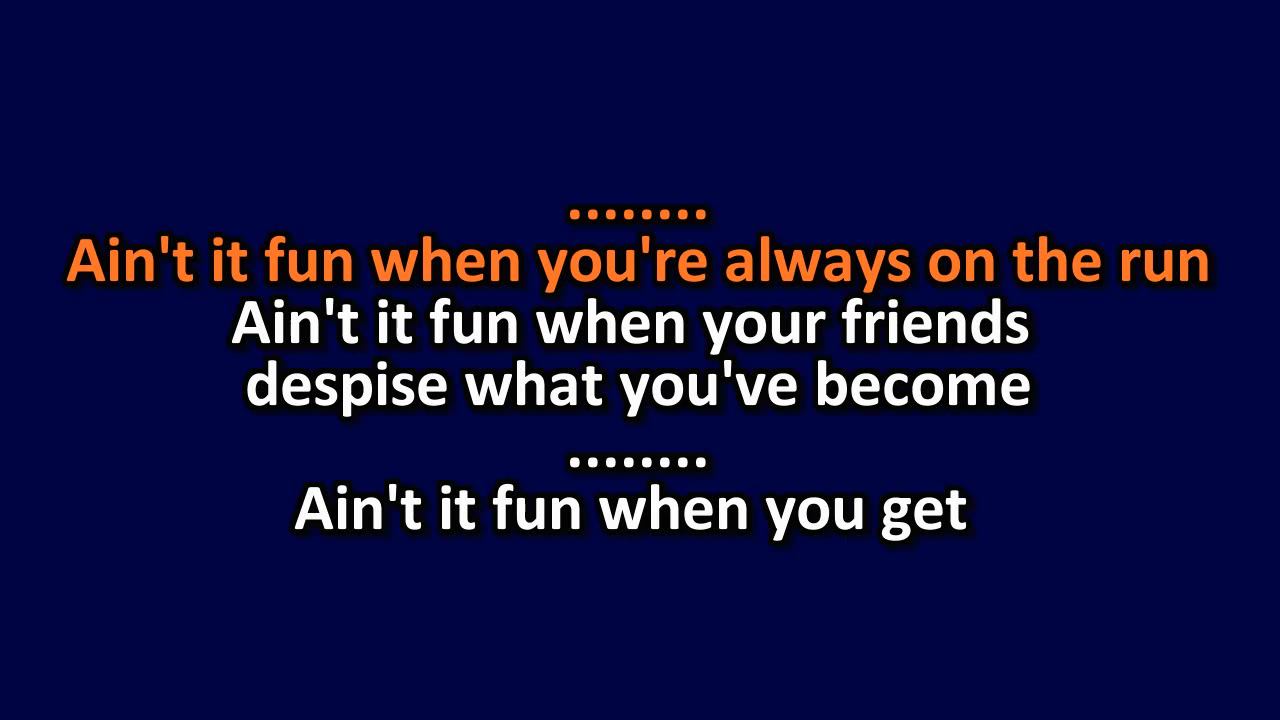 ........
Ain't it fun when you're always on the run
Ain't it fun when your friends
despise what you've become
........
Ain't it fun when you get